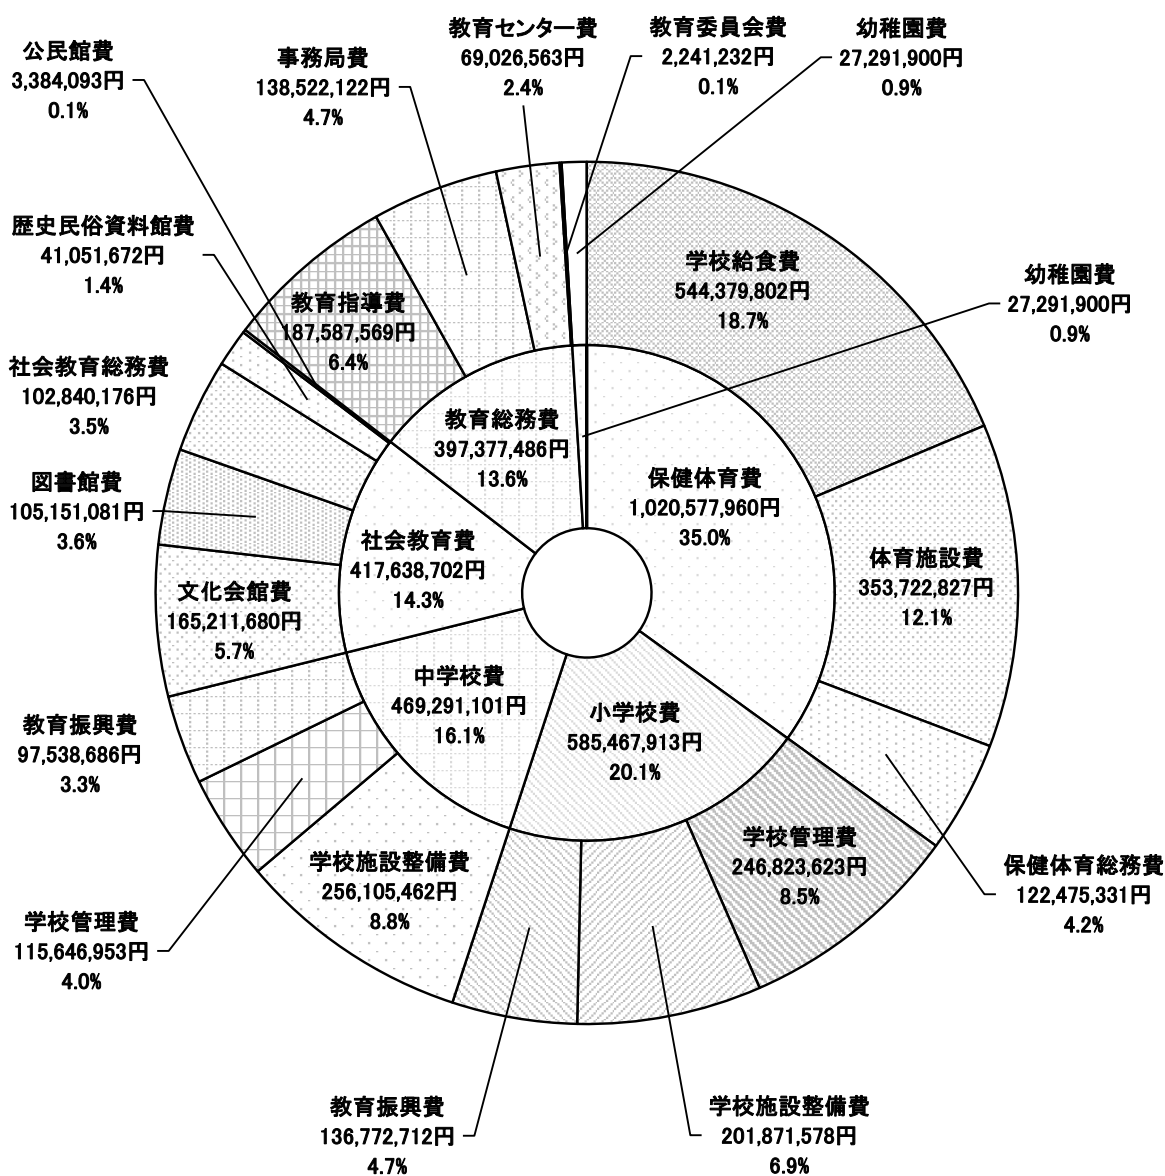 教育センター費
69,026,563円
2.4%
教育委員会費
2,241,232円
0.1%
幼稚園費
27,291,900円
0.9%
公民館費
3,384,093円
0.1%
事務局費
138,522,122円
4.7%
歴史民俗資料館費
41,051,672円
1.4%
教育指導費
187,587,569円
6.4%
学校給食費
544,379,802円
18.7%
幼稚園費
27,291,900円
0.9%
社会教育総務費
102,840,176円
3.5%
教育総務費
397,377,486円
13.6%
保健体育費
1,020,577,960円
35.0%
図書館費
105,151,081円
3.6%
社会教育費
417,638,702円
14.3%
体育施設費
353,722,827円
12.1%
文化会館費
165,211,680円
5.7%
中学校費
469,291,101円
16.1%
小学校費
585,467,913円
20.1%
教育振興費
97,538,686円
3.3%
学校施設整備費
256,105,462円
8.8%
学校管理費
246,823,623円
8.5%
保健体育総務費
122,475,331円
4.2%
学校管理費
115,646,953円
4.0%
教育振興費
136,772,712円
4.7%
学校施設整備費
201,871,578円
6.9%